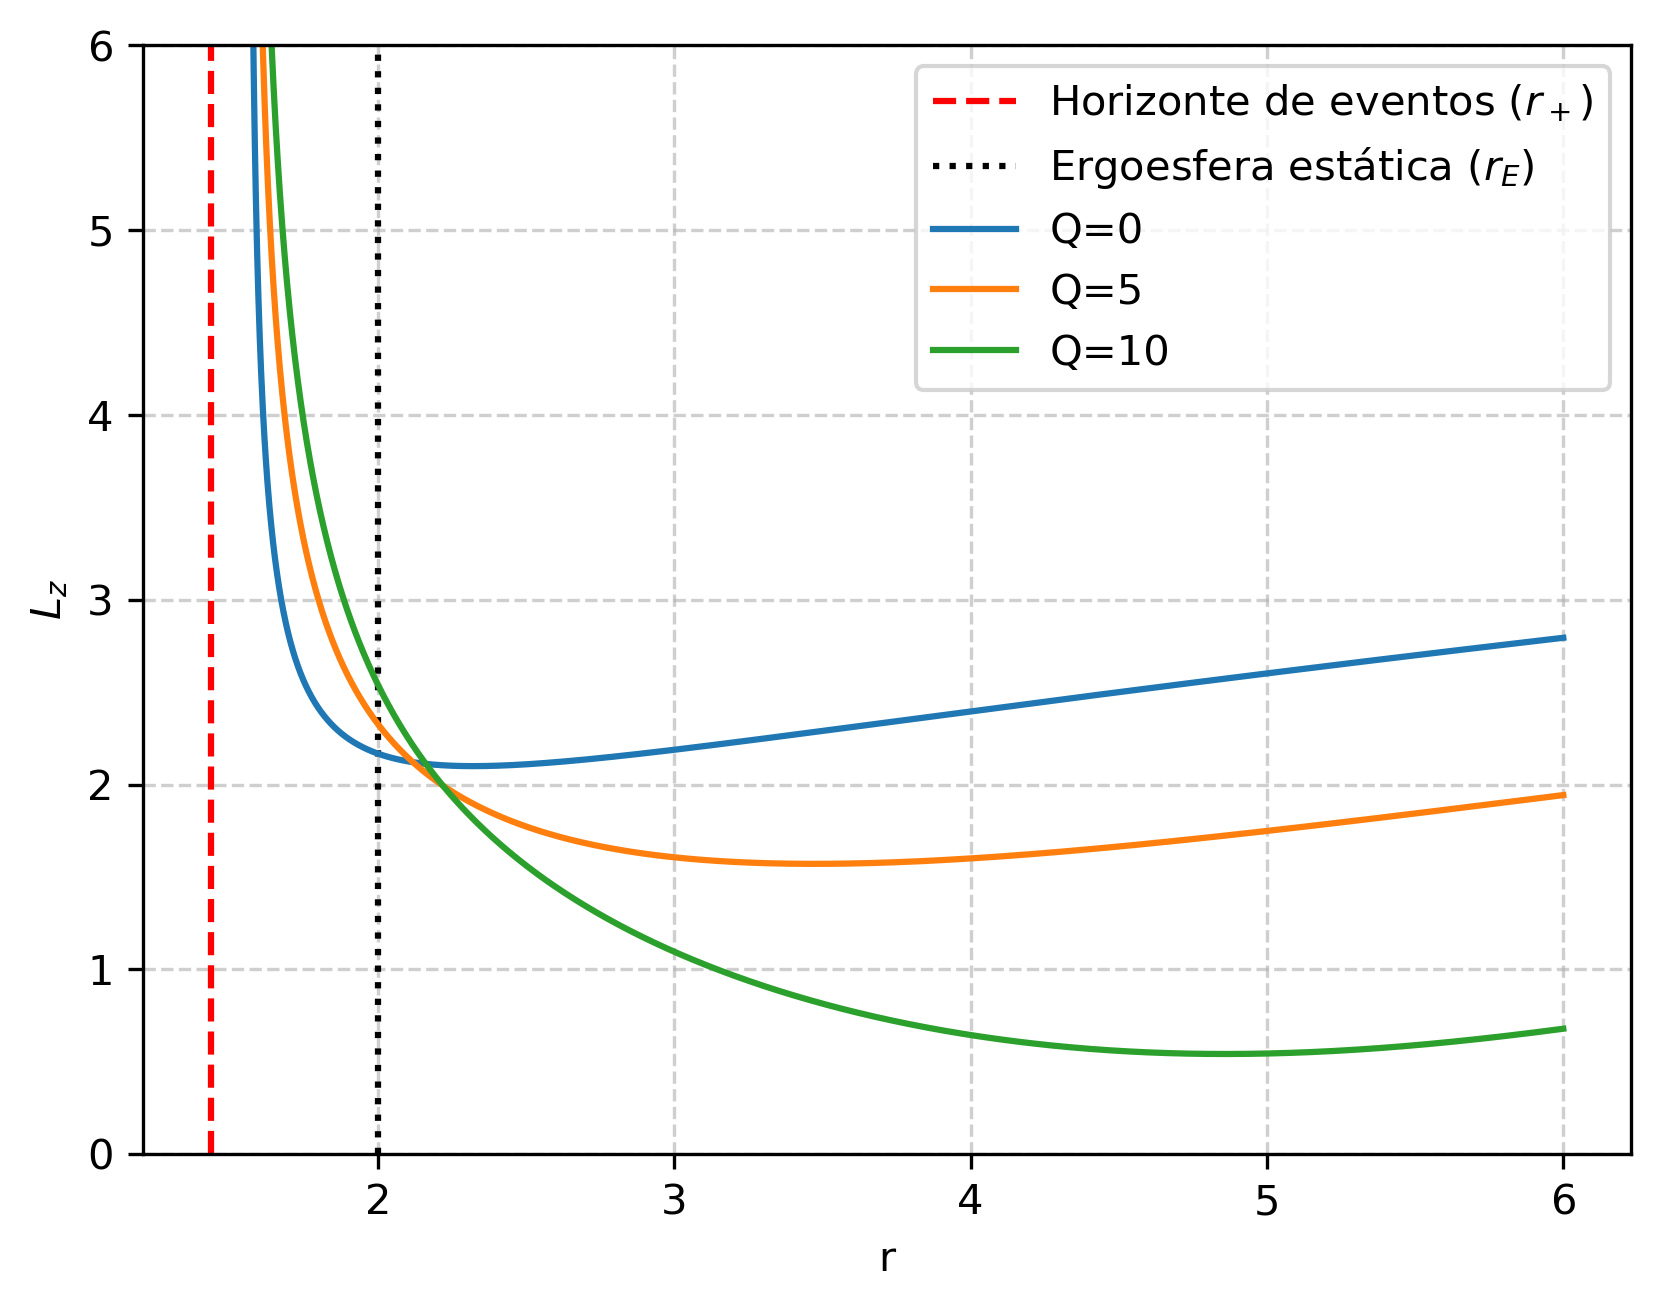 6
5
4
3
2
1
0
L_z
Horizonte de eventos (r_+)
Ergoesfera estática (r_E)
Q=0
Q=5
Q=10
2 3 4 5 6
r